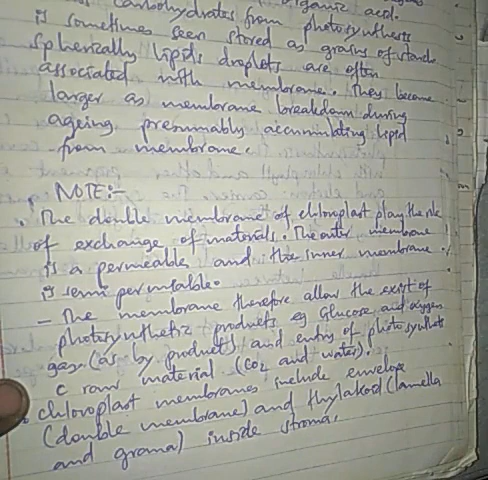 carbohydrates from photosynthesis
organic acid.
is sometimes seen stored as grains of starch
Spherically lipids droplets are often
associated with membrane. They become
larger as membrane breakdown during
ageing, presumably accumulating lipid
from membrane.
NOTE:-
. The double membrane of chloroplast play the role
of exchange of materials. The outer membrane
is a permeable and the inner membrane
is semi permeable.
- The membrane therefore allow the exist of
photosynthetic products eg Glucose and oxygen
gas (as by product) and entry of photosynthet
c raw material (CO2 and water).
. chloroplast membranes include envelope
(double membrane) and thylakoid (lamella
and grana) inside stroma.